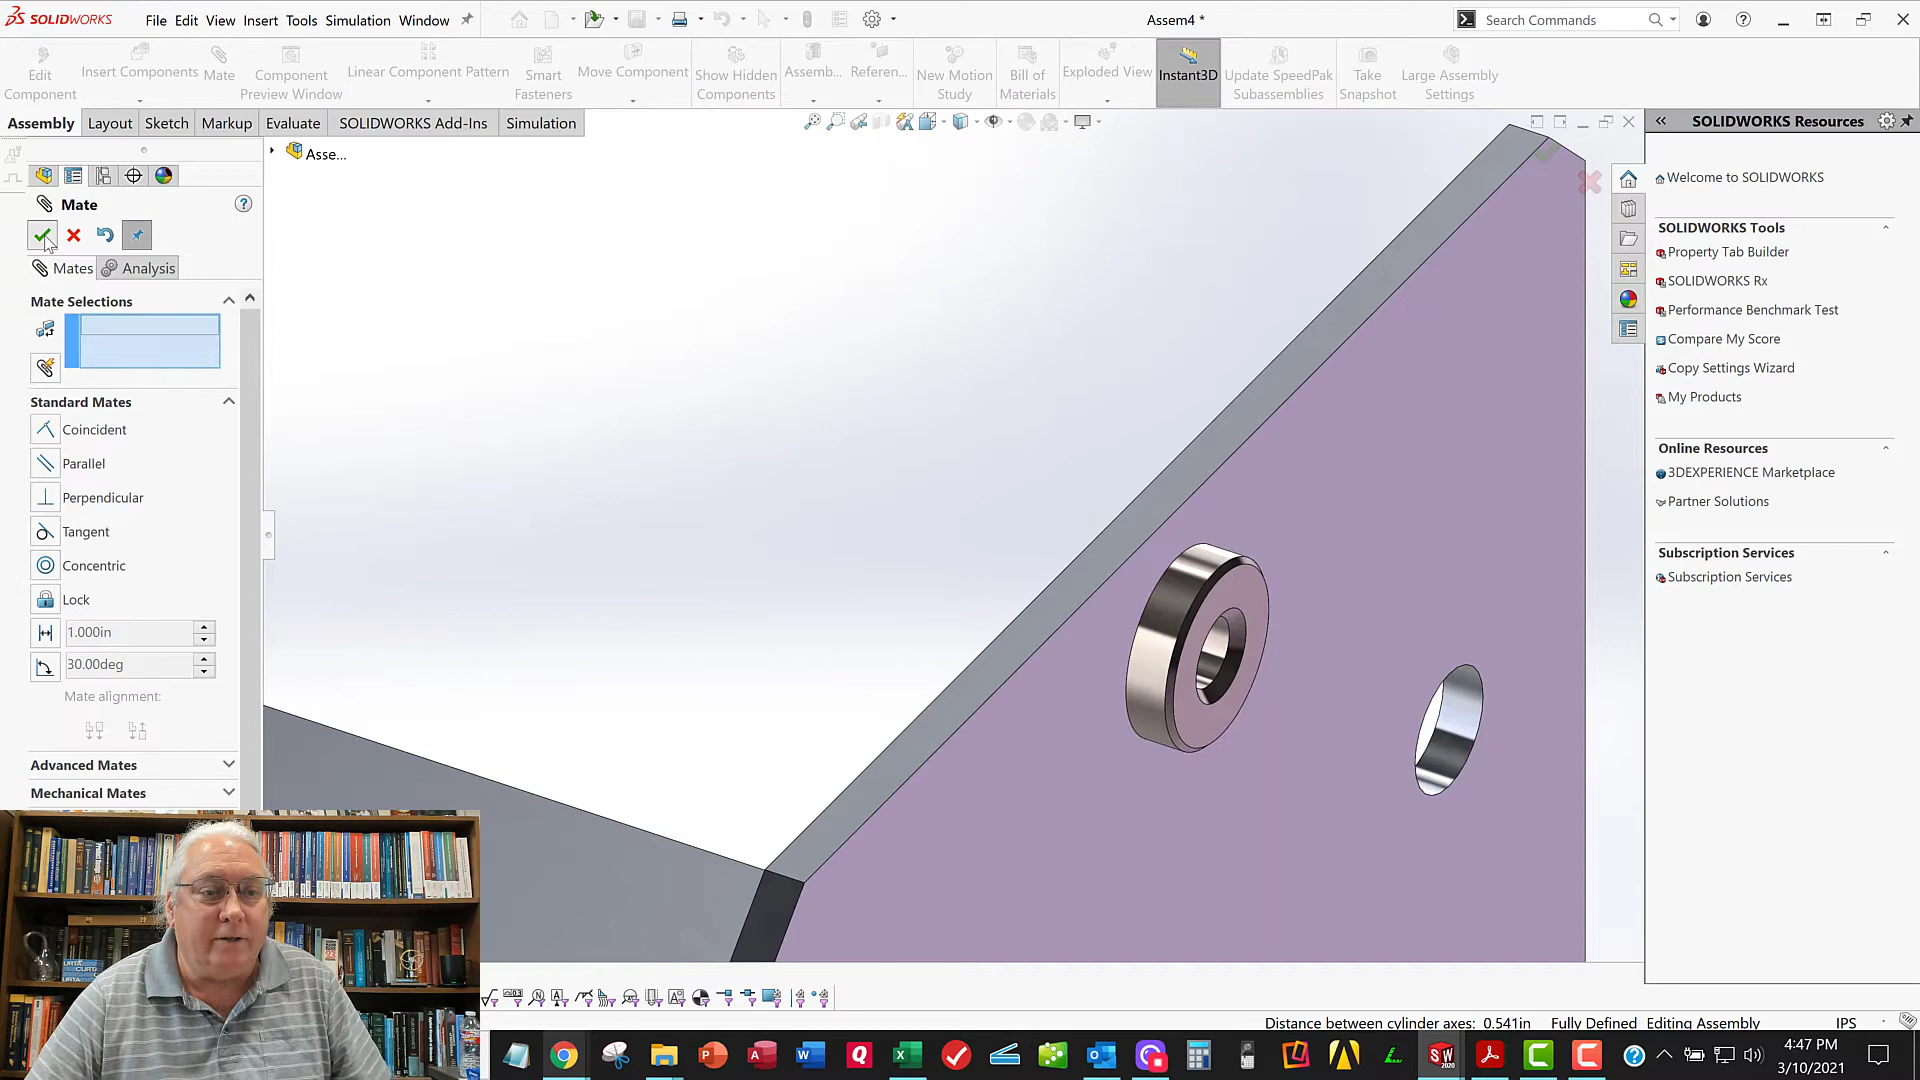 SOLIDWORKS File Edit View Insert Tools Simulation Window Assem4 * Search Commands
Edit Component
Insert Components
Mate
Component Preview Window
Linear Component Pattern
Smart Fasteners
Move Component
Show Hidden Components
Assemb...
Referen...
New Motion Study
Bill of Materials
Exploded View
Instant3D
Update SpeedPak Subassemblies
Take Snapshot
Large Assembly Settings
Assembly Layout Sketch Markup Evaluate SOLIDWORKS Add-Ins Simulation
Asse...
Mate
Mates Analysis
Mate Selections
Standard Mates
Coincident
Parallel
Perpendicular
Tangent
Concentric
Lock
1.000in
30.00deg
Mate alignment:
Advanced Mates
Mechanical Mates
SOLIDWORKS Resources
Welcome to SOLIDWORKS
SOLIDWORKS Tools
Property Tab Builder
SOLIDWORKS Rx
Performance Benchmark Test
Compare My Score
Copy Settings Wizard
My Products
Online Resources
3DEXPERIENCE Marketplace
Partner Solutions
Subscription Services
Subscription Services
Distance between cylinder axes: 0.541in Fully Defined Editing Assembly IPS
4:47 PM
3/10/2021